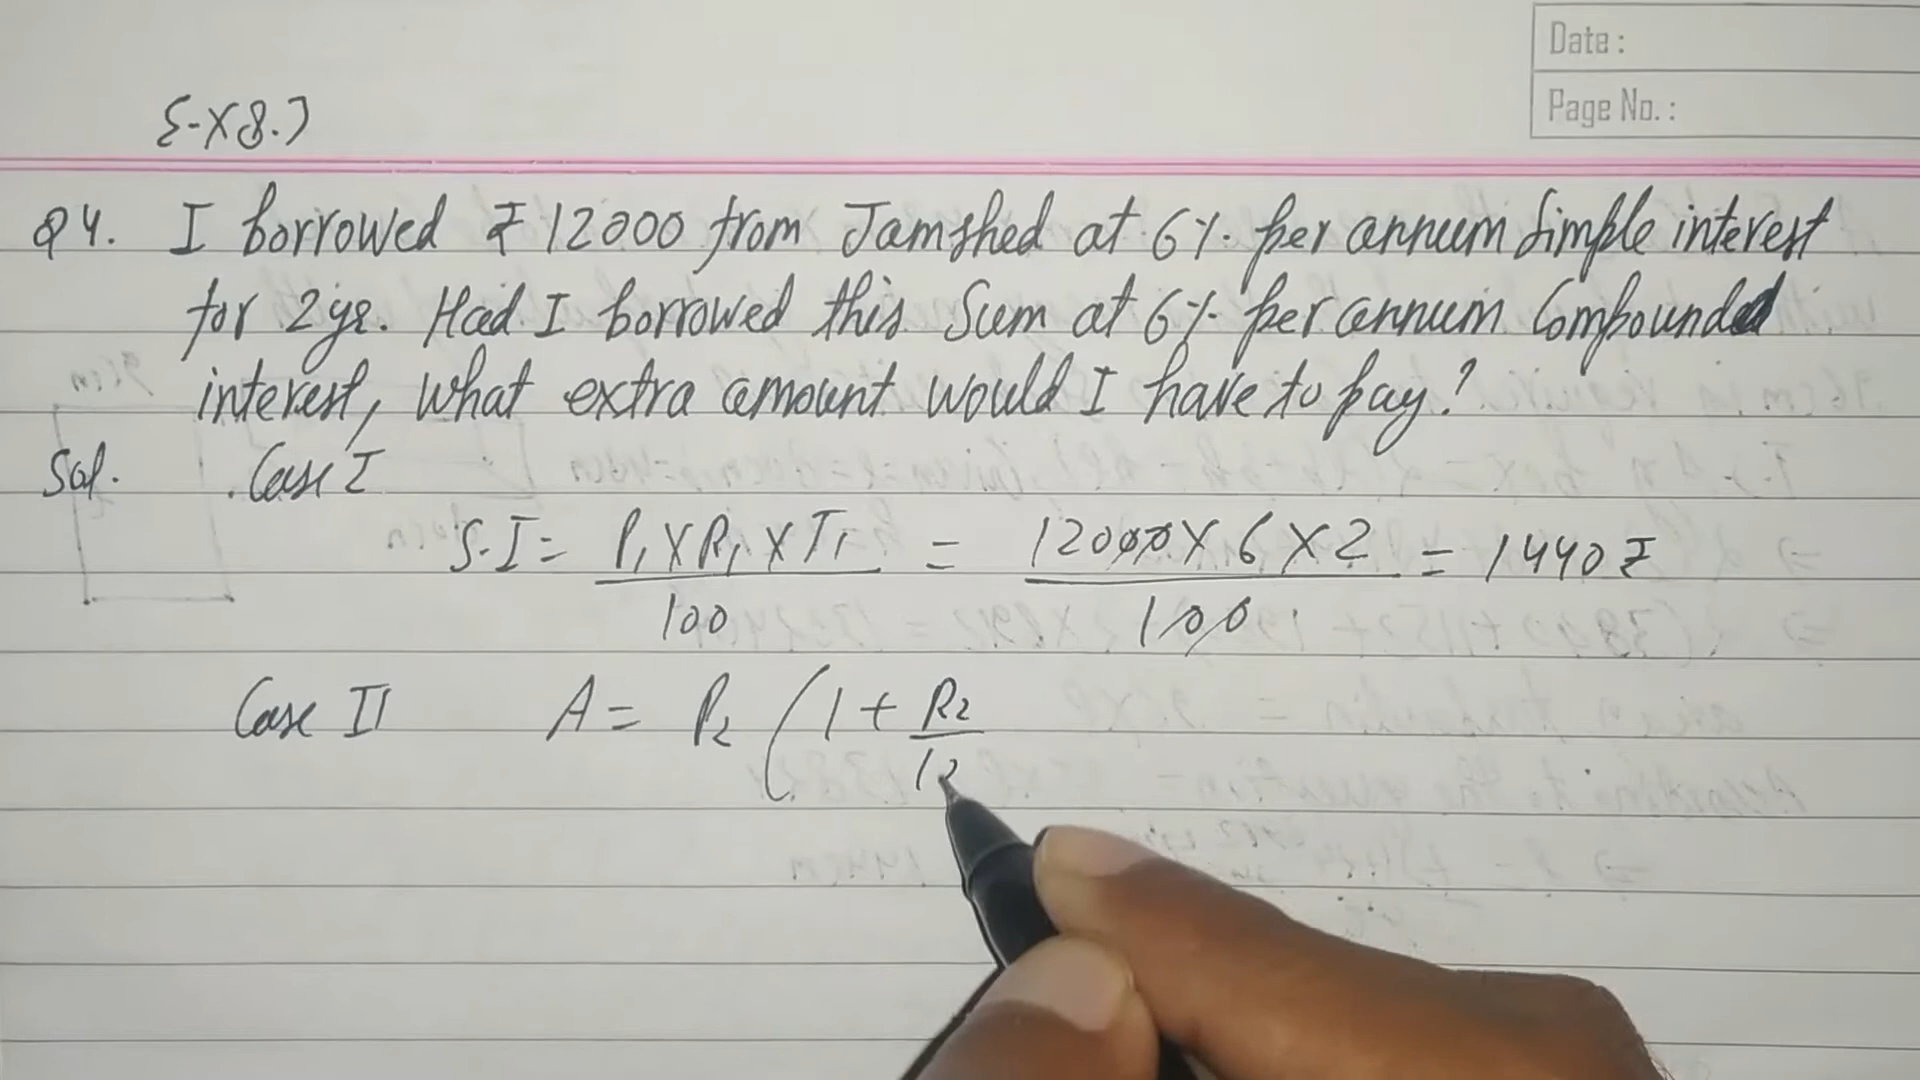 Date :
Page No. :
Ex 8.3
Q4. I borrowed ₹ 12000 from Jamshed at 6% per annum Simple interest
for 2 yr. Had I borrowed this Sum at 6% per annum Compounded
interest, What extra amount would I have to pay?
Sol. Case I
S.I = P₁ X R₁ X T₁ / 100 = 12000 X 6 X 2 / 100 = 1440 ₹
Case II A = P₂ ( 1 + R₂ / 10